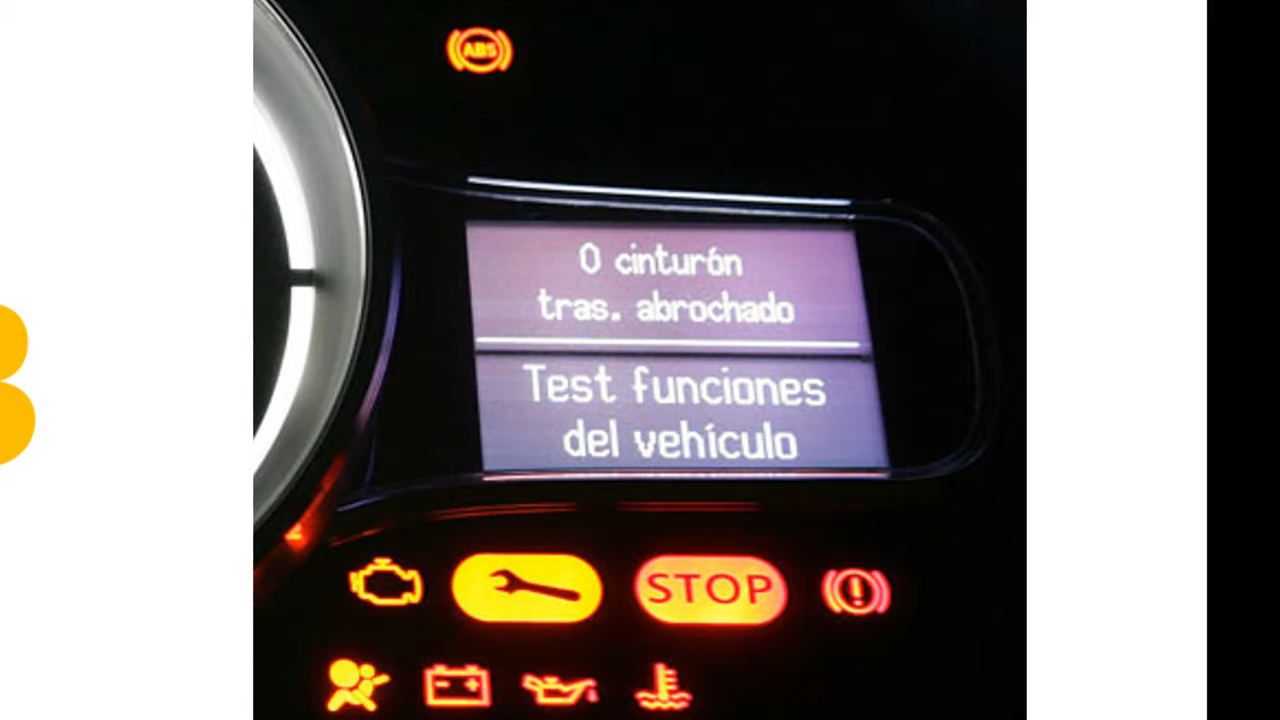 ABS
0 cinturón
tras. abrochado
Test funciones
del vehículo
STOP